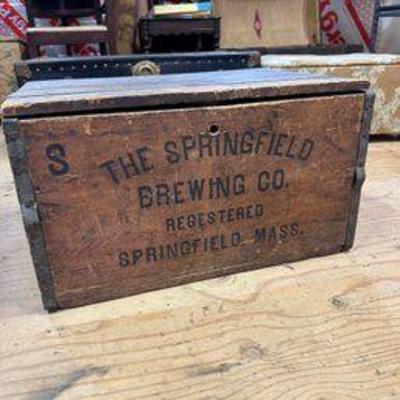 S
THE SPRINGFIELD
BREWING CO.
REGESTERED
SPRINGFIELD MASS.